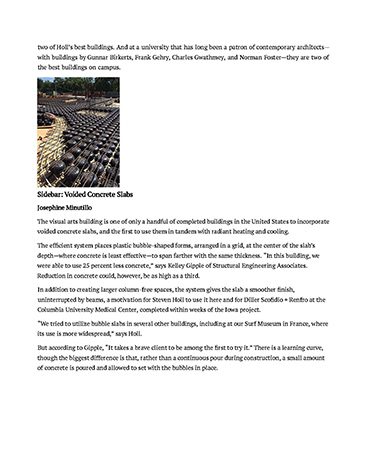 two of Holl's best buildings. And at a university that has long been a patron of contemporary architects—
with buildings by Gunnar Birkerts, Frank Gehry, Charles Gwathmey, and Norman Foster—they are two of
the best buildings on campus.
Sidebar: Voided Concrete Slabs
Josephine Minutillo
The visual arts building is one of only a handful of completed buildings in the United States to incorporate
voided concrete slabs, and the first to use them in tandem with radiant heating and cooling.
The efficient system places plastic bubble-shaped forms, arranged in a grid, at the center of the slab's
depth—where concrete is least effective—to span farther with the same thickness. "In this building, we
were able to use 25 percent less concrete," says Kelley Gipple of Structural Engineering Associates.
Reduction in concrete could, however, be as high as a third.
In addition to creating larger column-free spaces, the system gives the slab a smoother finish,
uninterrupted by beams, a motivation for Steven Holl to use it here and for Diller Scofidio + Renfro at the
Columbia University Medical Center, completed within weeks of the Iowa project.
"We tried to utilize bubble slabs in several other buildings, including at our Surf Museum in France, where
its use is more widespread," says Holl.
But according to Gipple, "It takes a brave client to be among the first to try it." There is a learning curve,
though the biggest difference is that, rather than a continuous pour during construction, a small amount
of concrete is poured and allowed to set with the bubbles in place.